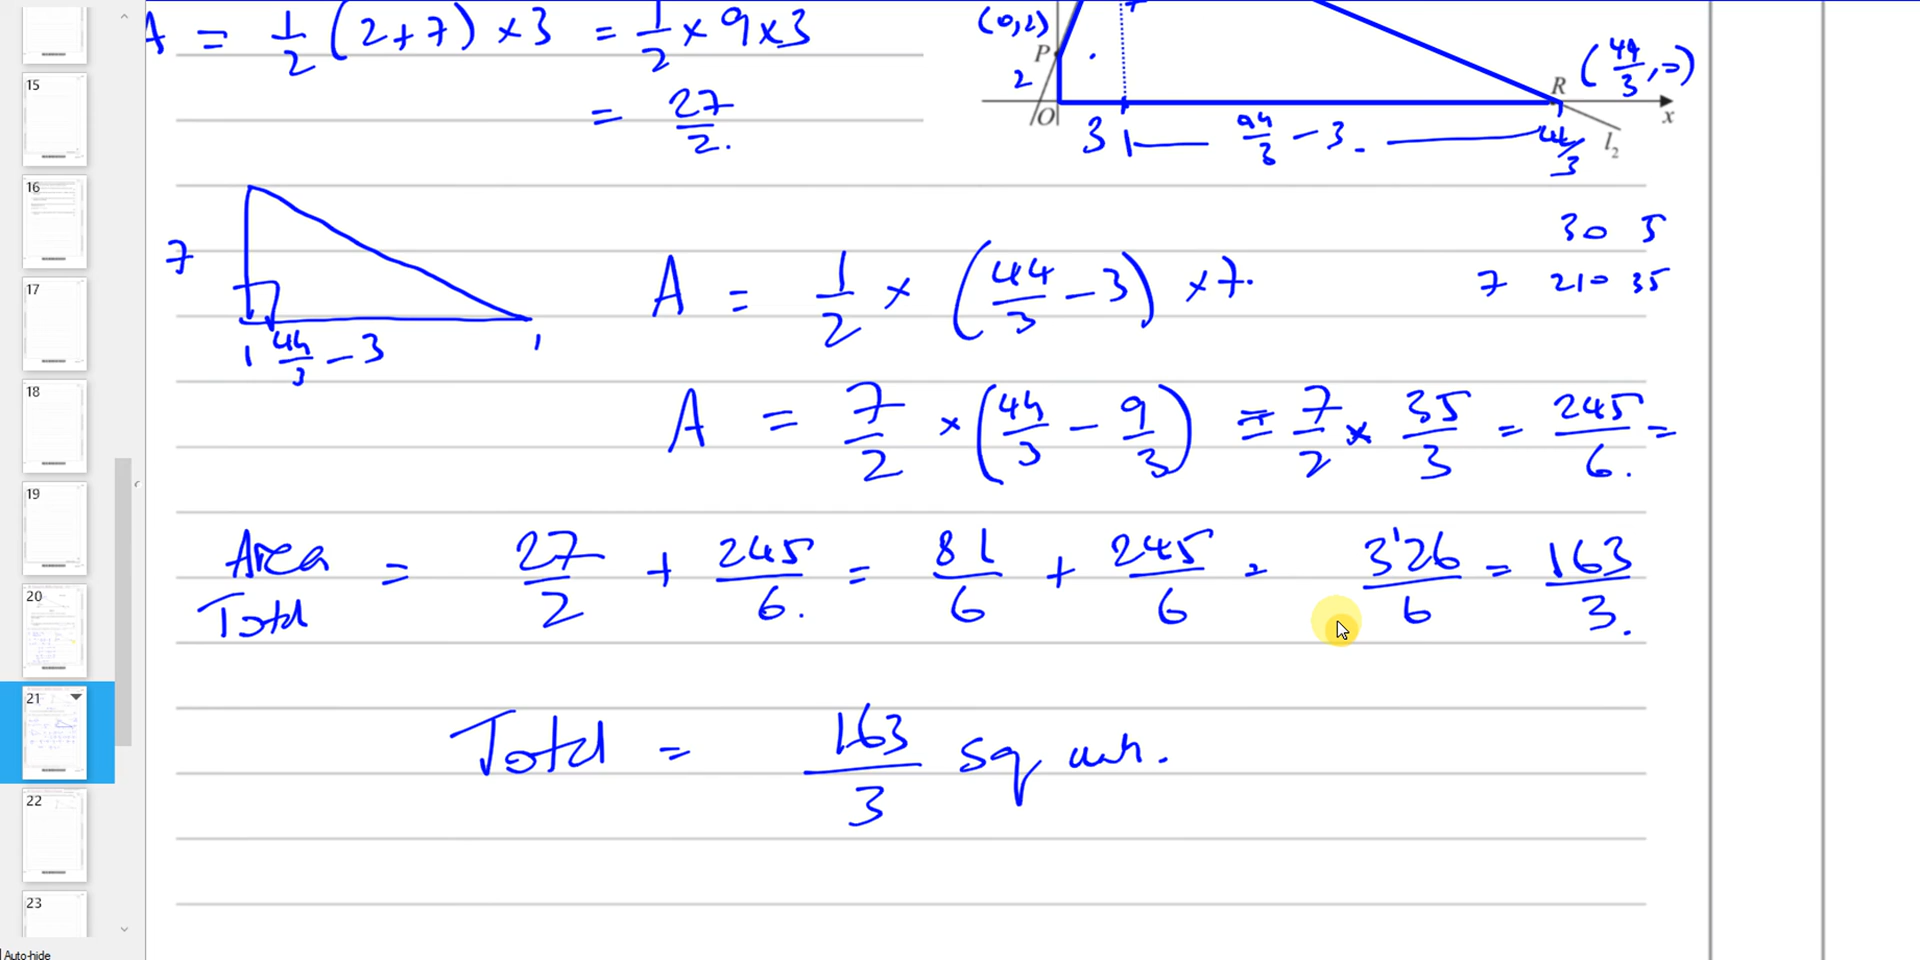 A = 1/2 (2+7) × 3 = 1/2 × 9 × 3
= 27/2.
(0,2)
P
2
O
3
44/3 - 3.
R
(44/3, 0)
44/3
x
l₂
7
44/3 - 3
A = 1/2 × (44/3 - 3) × 7.
30 5
7 210 35
A = 7/2 × (44/3 - 9/3) = 7/2 × 35/3 = 245/6. =
Area Total = 27/2 + 245/6. = 81/6 + 245/6 = 326/6 = 163/3.
Total = 163/3 sq
15
16
17
18
19
20
21
22
23
Auto-hide